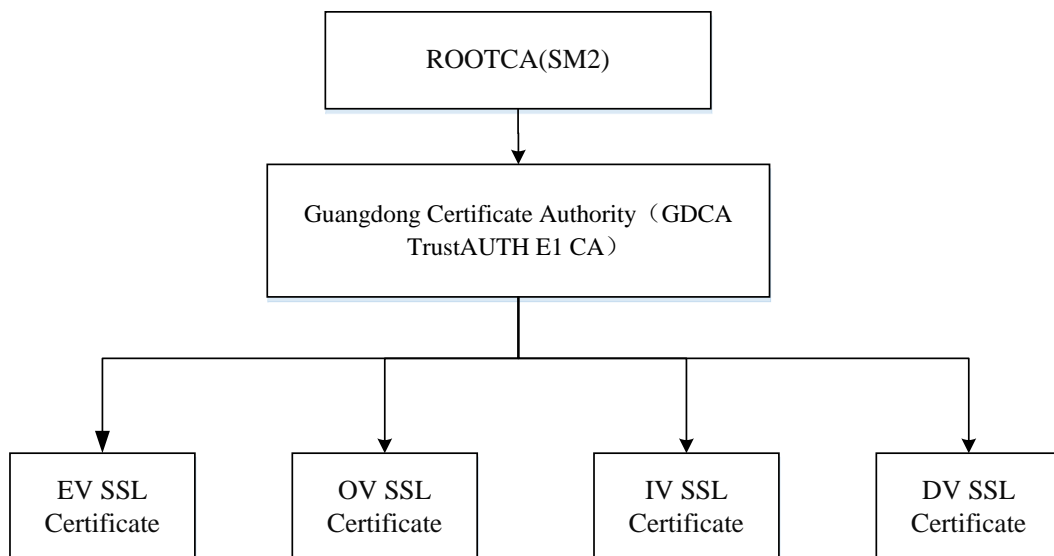 ROOTCA(SM2)
Guangdong Certificate Authority（GDCA
TrustAUTH E1 CA）
EV SSL
Certificate
OV SSL
Certificate
IV SSL
Certificate
DV SSL
Certificate